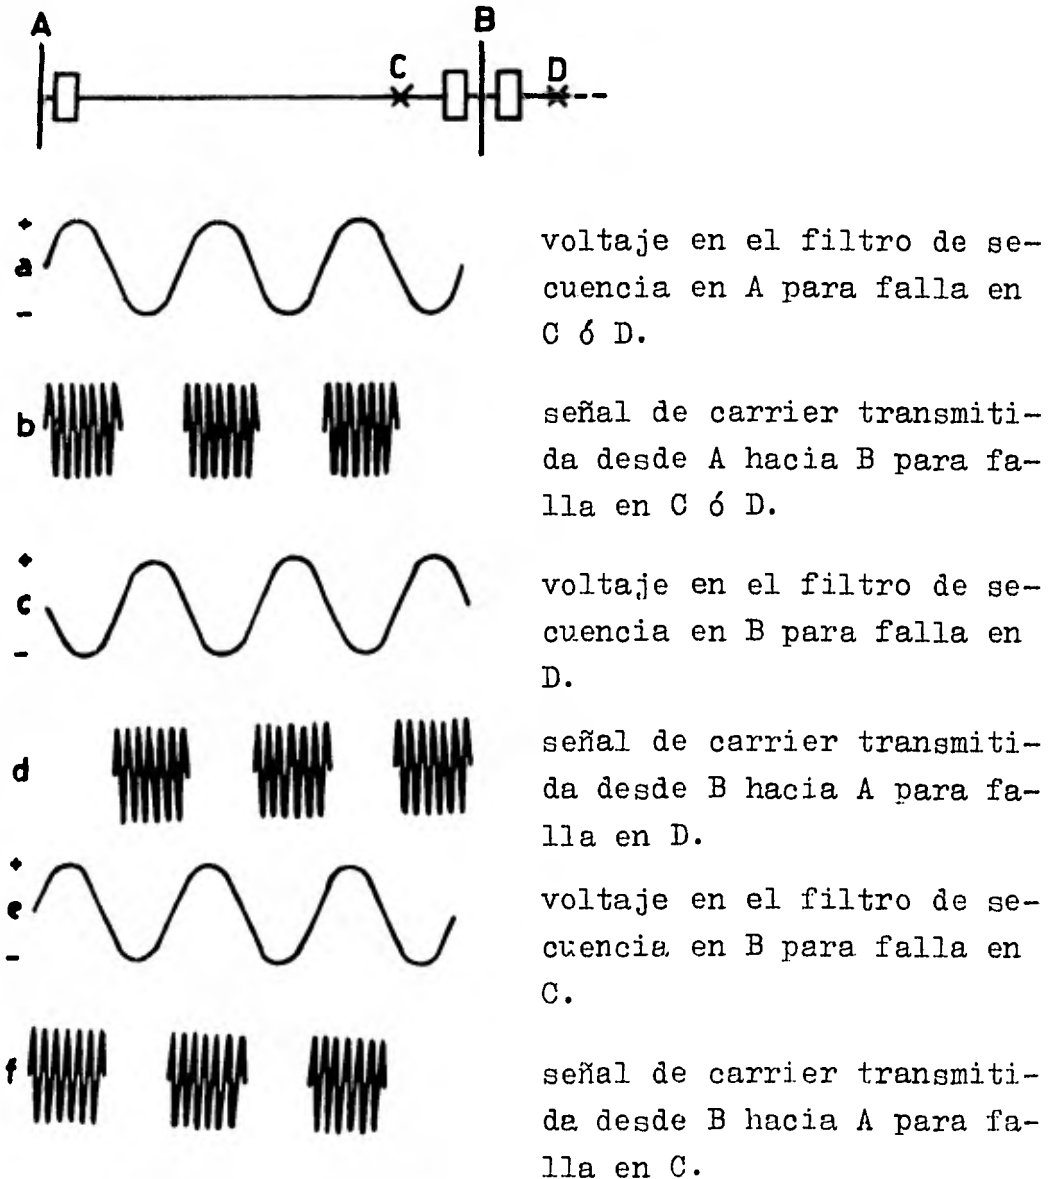 A
B
C
D
+
a
-
voltaje en el filtro de se-
cuencia en A para falla en
C ó D.
b
señal de carrier transmiti-
da desde A hacia B para fa-
lla en C ó D.
+
c
-
voltaje en el filtro de se-
cuencia en B para falla en
D.
d
señal de carrier transmiti-
da desde B hacia A para fa-
lla en D.
+
e
-
voltaje en el filtro de se-
cuencia en B para falla en
C.
f
señal de carrier transmiti-
da desde B hacia A para fa-
lla en C.